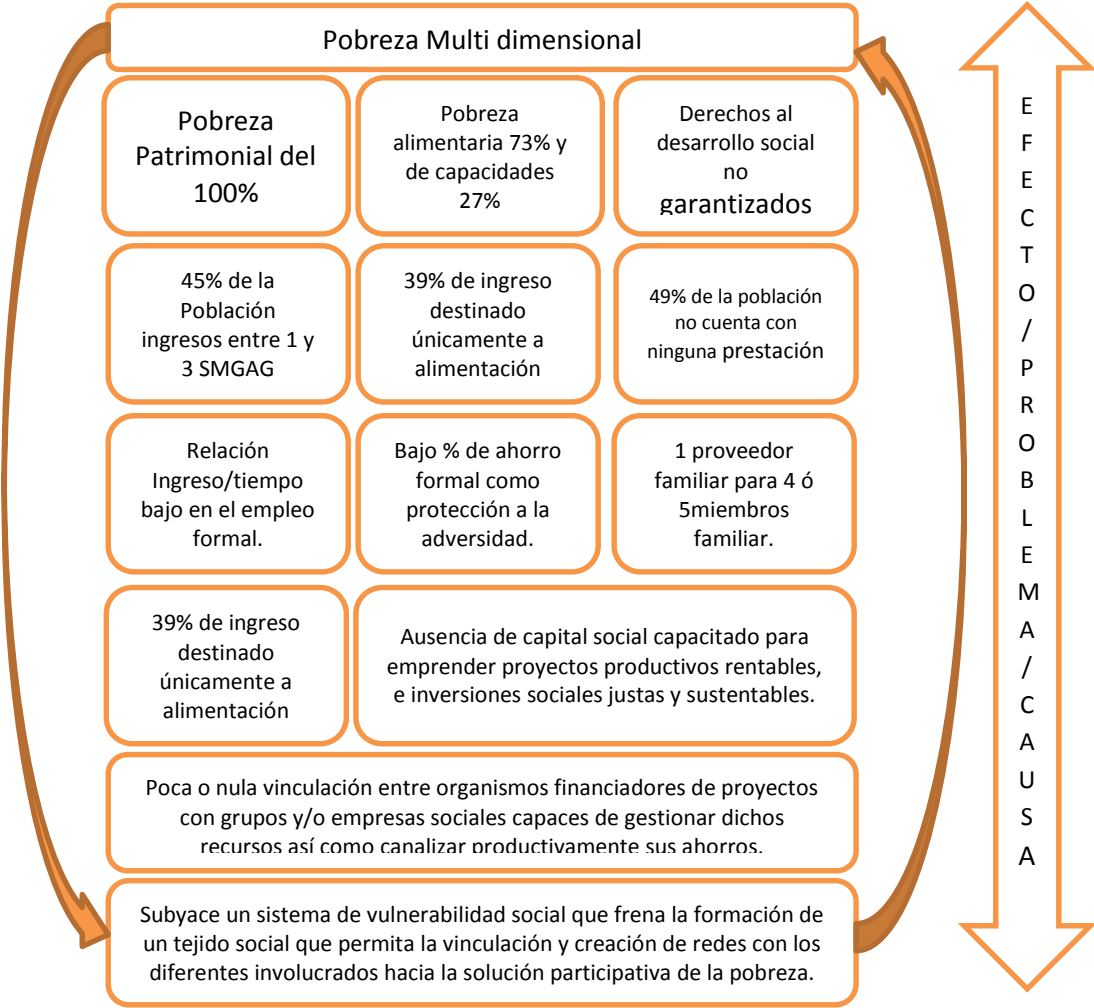 Pobreza Multi dimensional
Pobreza
Patrimonial del
100%
Pobreza
alimentaria 73% y
de capacidades
27%
Derechos al
desarrollo social
no
garantizados
45% de la
Población
ingresos entre 1 y
3 SMGAG
39% de ingreso
destinado
únicamente a
alimentación
49% de la población
no cuenta con
ninguna prestación
Relación
Ingreso/tiempo
bajo en el empleo
formal.
Bajo % de ahorro
formal como
protección a la
adversidad.
1 proveedor
familiar para 4 ó
5miembros
familiar.
39% de ingreso
destinado
únicamente a
alimentación
Ausencia de capital social capacitado para
emprender proyectos productivos rentables,
e inversiones sociales justas y sustentables.
Poca o nula vinculación entre organismos financiadores de proyectos
con grupos y/o empresas sociales capaces de gestionar dichos
recursos así como canalizar productivamente sus ahorros.
Subyace un sistema de vulnerabilidad social que frena la formación de
un tejido social que permita la vinculación y creación de redes con los
diferentes involucrados hacia la solución participativa de la pobreza.
E
F
E
C
T
O
/
P
R
O
B
L
E
M
A
/
C
A
U
S
A